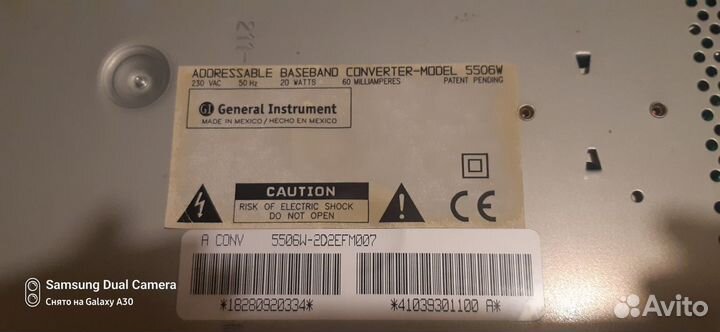 211-
ADDRESSABLE BASEBAND CONVERTER-MODEL 5506W
230 VAC 50 Hz 20 WATTS 60 MILLIAMPERES PATENT PENDING
GI General Instrument
MADE IN MEXICO / HECHO EN MEXICO
CAUTION
RISK OF ELECTRIC SHOCK
DO NOT OPEN
CE
A CONV 5506W-2D2EFM007
*18280920334* *41039301100 A*
Samsung Dual Camera
Снято на Galaxy A30
Avito